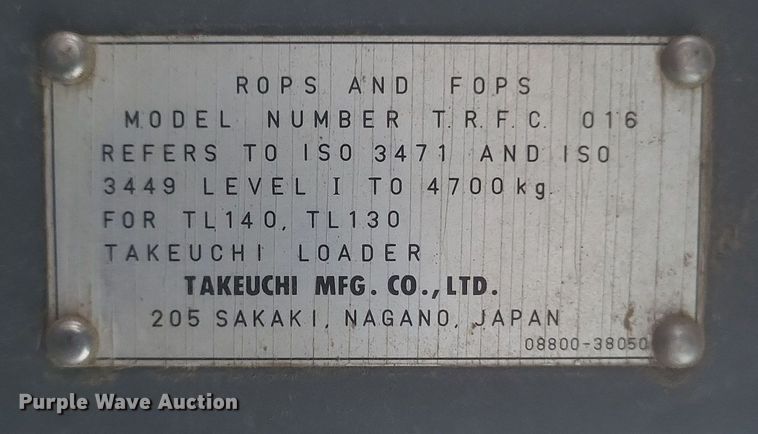 ROPS AND FOPS
MODEL NUMBER T.R.F.C. 016
REFERS TO ISO 3471 AND ISO
3449 LEVEL I TO 4700kg.
FOR TL140, TL130
TAKEUCHI LOADER
TAKEUCHI MFG. CO.,LTD.
205 SAKAKI, NAGANO, JAPAN
08800-38050
Purple Wave Auction